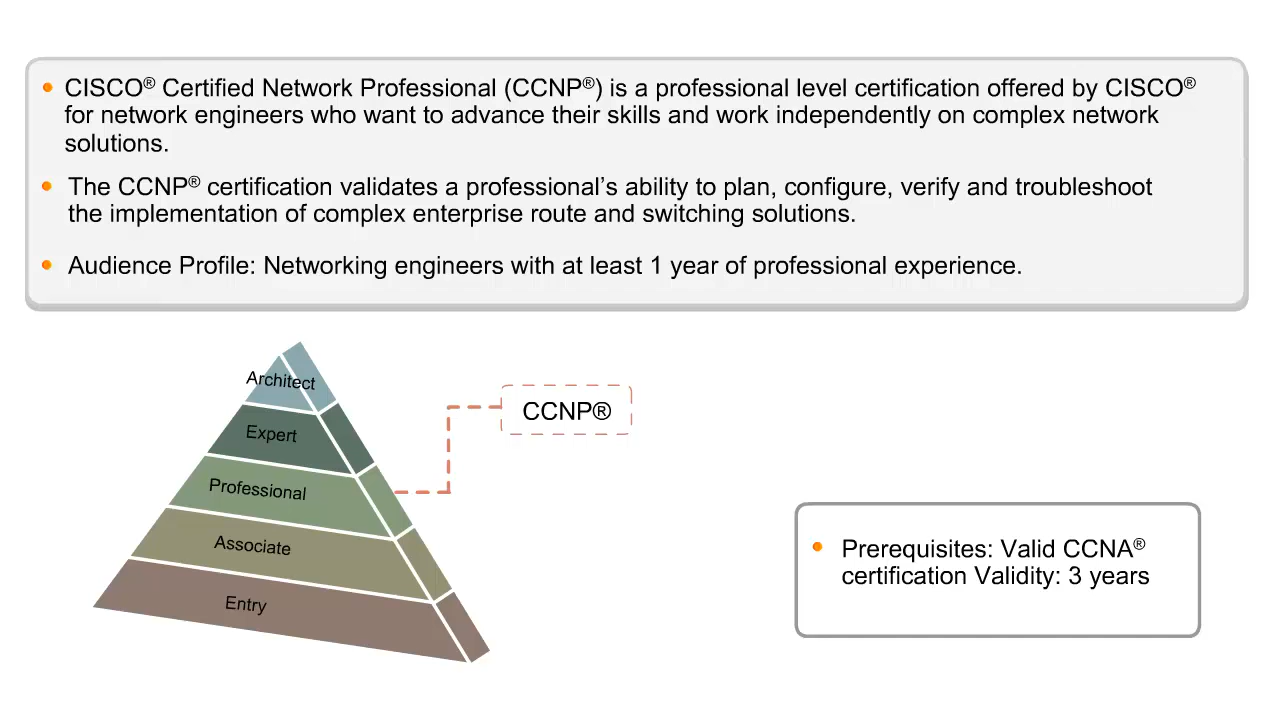 CISCO® Certified Network Professional (CCNP®) is a professional level certification offered by CISCO®
for network engineers who want to advance their skills and work independently on complex network
solutions.
The CCNP® certification validates a professional’s ability to plan, configure, verify and troubleshoot
the implementation of complex enterprise route and switching solutions.
Audience Profile: Networking engineers with at least 1 year of professional experience.
Architect
Expert
Professional
Associate
Entry
CCNP®
Prerequisites: Valid CCNA®
certification Validity: 3 years